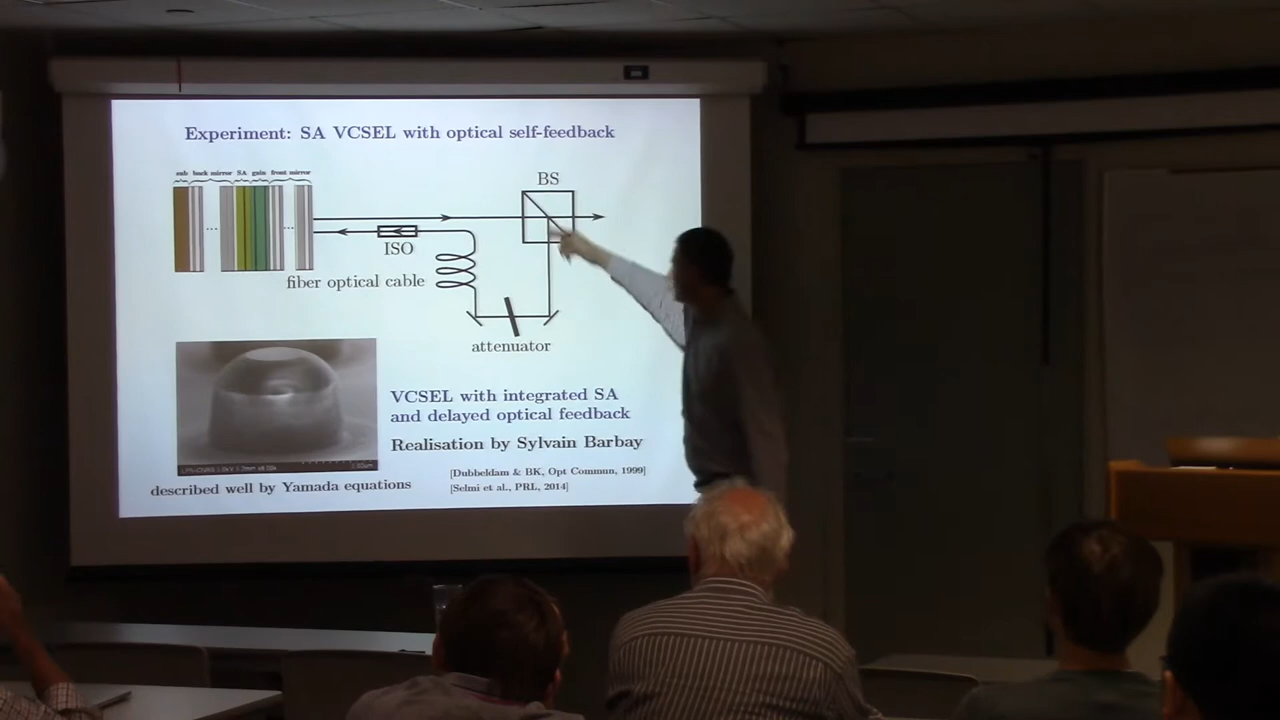 Experiment: SA VCSEL with optical self-feedback
sub back mirror SA gain front mirror
BS
ISO
fiber optical cable
attenuator
VCSEL with integrated SA
and delayed optical feedback
Realisation by Sylvain Barbay
[Dubbeldam & BK, Opt Commun, 1999]
[Selmi et al., PRL, 2014]
described well by Yamada equations